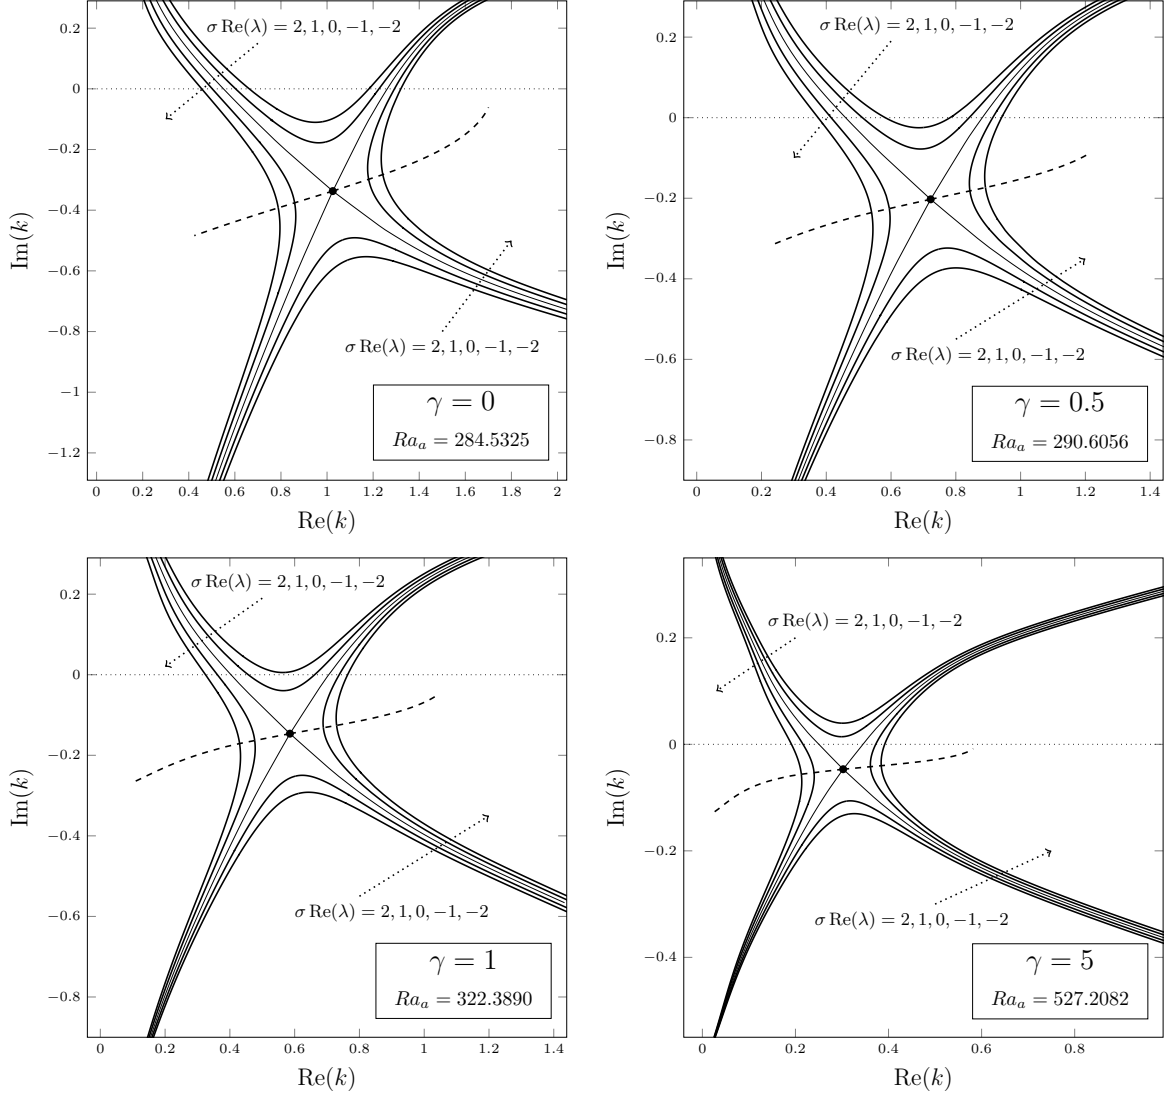 0.2
0
−0.2
−0.4
−0.6
−0.8
−1
−1.2
Im(k)
σ Re(λ) = 2, 1, 0, −1, −2
σ Re(λ) = 2, 1, 0, −1, −2
γ = 0
Ra_a = 284.5325
0 0.2 0.4 0.6 0.8 1 1.2 1.4 1.6 1.8 2
Re(k)
0.2
0
−0.2
−0.4
−0.6
−0.8
Im(k)
σ Re(λ) = 2, 1, 0, −1, −2
σ Re(λ) = 2, 1, 0, −1, −2
γ = 0.5
Ra_a = 290.6056
0 0.2 0.4 0.6 0.8 1 1.2 1.4
Re(k)
0.2
0
−0.2
−0.4
−0.6
−0.8
Im(k)
σ Re(λ) = 2, 1, 0, −1, −2
σ Re(λ) = 2, 1, 0, −1, −2
γ = 1
Ra_a = 322.3890
0 0.2 0.4 0.6 0.8 1 1.2 1.4
Re(k)
0.2
0
−0.2
−0.4
Im(k)
σ Re(λ) = 2, 1, 0, −1, −2
σ Re(λ) = 2, 1, 0, −1, −2
γ = 5
Ra_a = 527.2082
0 0.2 0.4 0.6 0.8
Re(k)